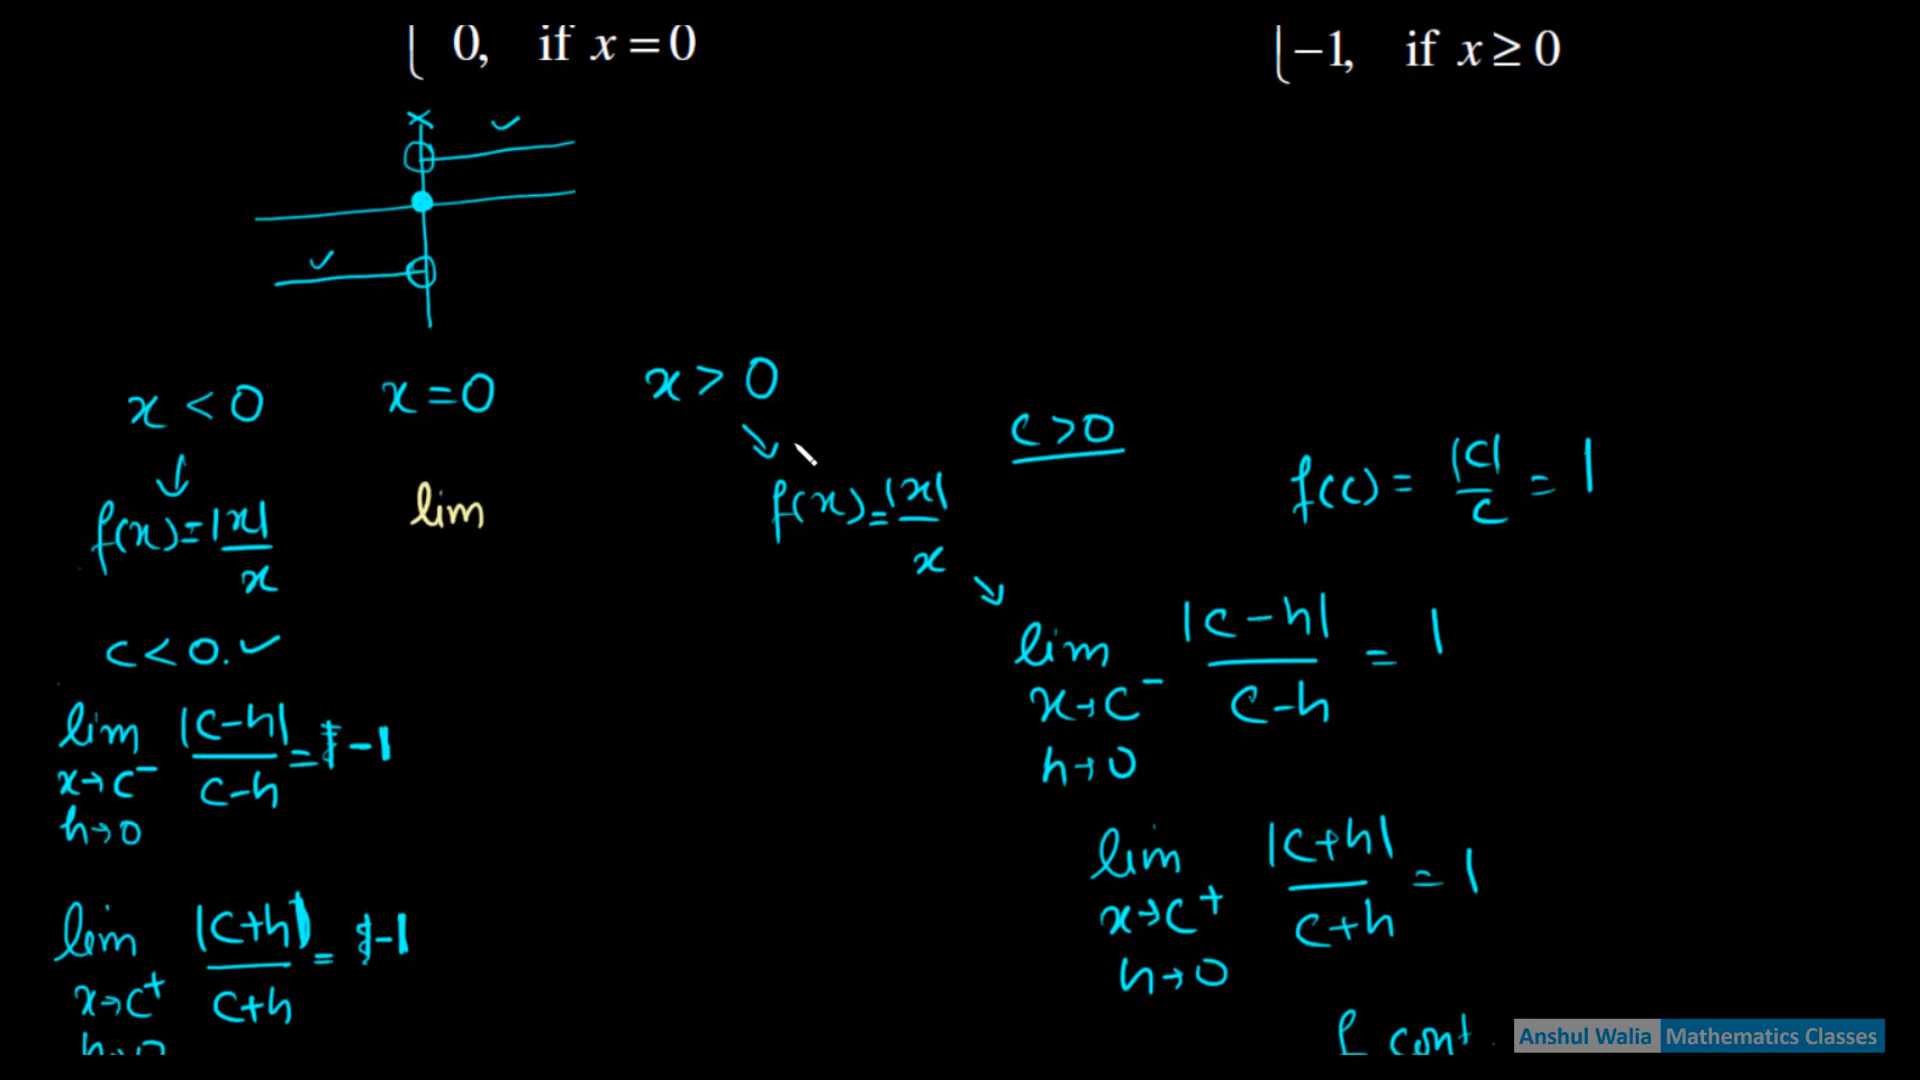 0, if x = 0
−1, if x ≥ 0
x < 0
x = 0
x > 0
c > 0
f(x) = |x|/x
lim
f(x) = |x|/x
f(c) = |c|/c = 1
c < 0. ✓
lim |c−h|/c−h = −1
x→c⁻
h→0
lim |c+h|/c+h = −1
x→c⁺
h→0
lim |c−h|/c−h = 1
x→c⁻
h→0
lim |c+h|/c+h = 1
x→c⁺
h→0
f cont.
Anshul Walia Mathematics Classes